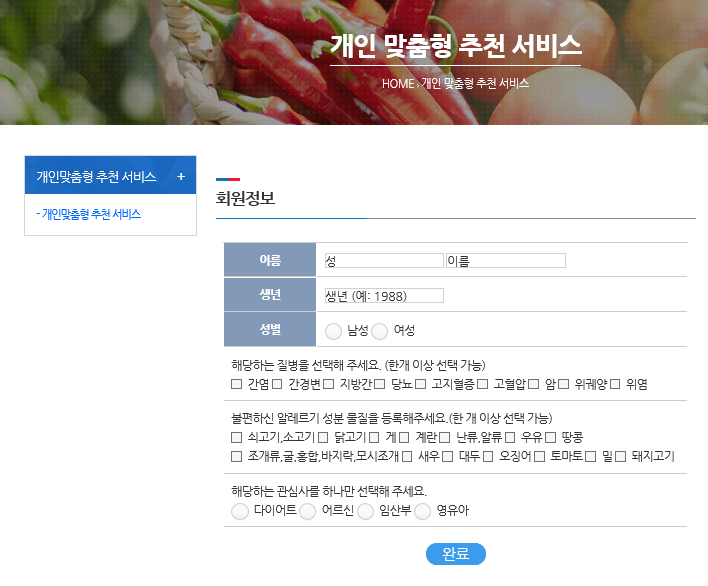 개인 맞춤형 추천 서비스
HOME › 개인 맞춤형 추천 서비스
개인맞춤형 추천 서비스 +
- 개인맞춤형 추천 서비스
회원정보
이름 성 이름
생년 생년 (예: 1988)
성별 남성 여성
해당하는 질병을 선택해 주세요. (한개 이상 선택 가능)
간염 간경변 지방간 당뇨 고지혈증 고혈압 암 위궤양 위염
불편하신 알레르기 성분 물질을 등록해주세요.(한 개 이상 선택 가능)
쇠고기,소고기 닭고기 게 계란 난류,알류 우유 땅콩
조개류,굴,홍합,바지락,모시조개 새우 대두 오징어 토마토 밀 돼지고기
해당하는 관심사를 하나만 선택해 주세요.
다이어트 어르신 임산부 영유아
완료